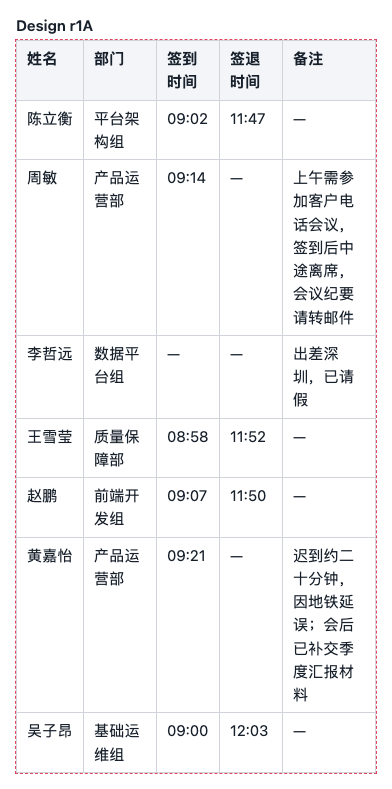 Design r1A
姓名 部门 签到 签退 备注
时间 时间
陈立衡 平台架 09:02 11:47 —
构组
周敏 产品运 09:14 — 上午需参
营部 加客户电
话会议，
签到后中
途离席，
会议纪要
请转邮件
李哲远 数据平 — — 出差深
台组 圳，已请
假
王雪莹 质量保 08:58 11:52 —
障部
赵鹏 前端开 09:07 11:50 —
发组
黄嘉怡 产品运 09:21 — 迟到约二
营部 十分钟，
因地铁延
误；会后
已补交季
度汇报材
料
吴子昂 基础运 09:00 12:03 —
维组